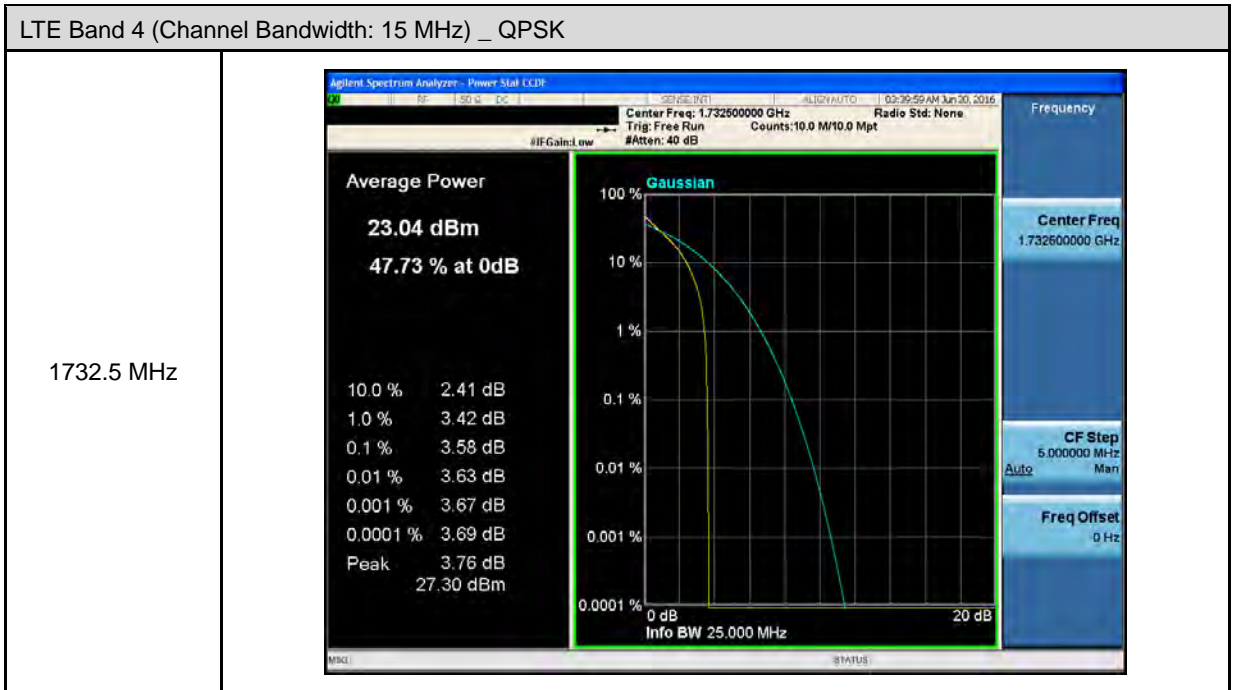 LTE Band 4 (Channel Bandwidth: 15 MHz) _ QPSK
1732.5 MHz
Agilent Spectrum Analyzer - Power Stat CCDF
RF 50 Ω DC SENSE:INT ALIGN AUTO 02:39:59 AM Jun 30, 2016
Center Freq: 1.732500000 GHz Radio Std: None
Trig: Free Run Counts:10.0 M/10.0 Mpt
#IFGain:Low #Atten: 40 dB
Average Power
23.04 dBm
47.73 % at 0dB
10.0 % 2.41 dB
1.0 % 3.42 dB
0.1 % 3.58 dB
0.01 % 3.63 dB
0.001 % 3.67 dB
0.0001 % 3.69 dB
Peak 3.76 dB
27.30 dBm
Gaussian
100 %
10 %
1 %
0.1 %
0.01 %
0.001 %
0.0001 %
0 dB 20 dB
Info BW 25.000 MHz
Frequency
Center Freq
1.732500000 GHz
CF Step
5.000000 MHz
Auto Man
Freq Offset
0 Hz
MSG STATUS